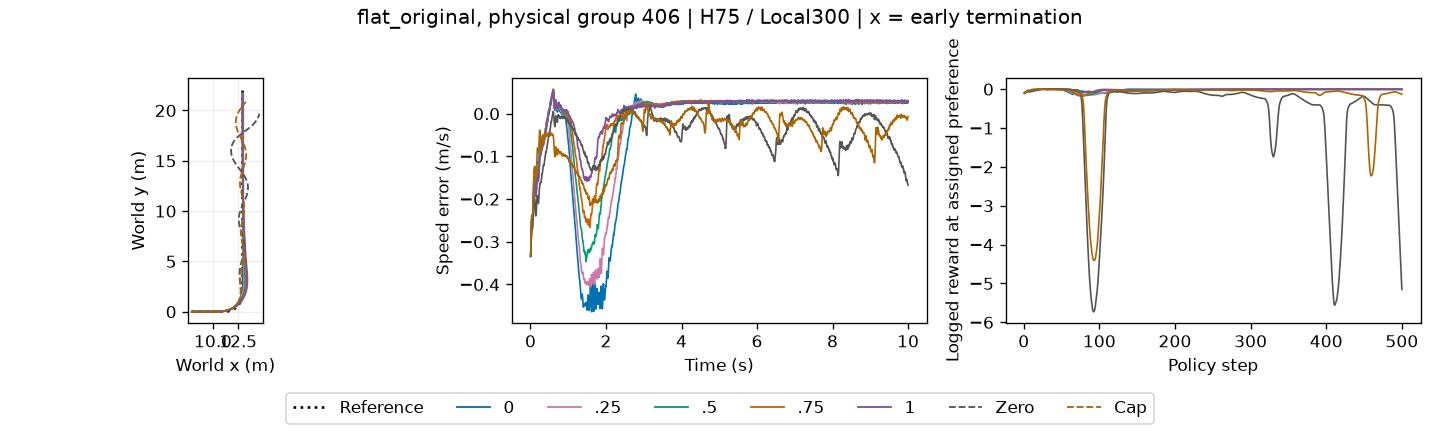 flat_original, physical group 406 | H75 / Local300 | x = early termination
World y (m)
20
15
10
5
0
10.0
12.5
World x (m)
Speed error (m/s)
0.0
−0.1
−0.2
−0.3
−0.4
0 2 4 6 8 10
Time (s)
Logged reward at assigned preference
0
−1
−2
−3
−4
−5
−6
0 100 200 300 400 500
Policy step
Reference 0 .25 .5 .75 1 Zero Cap